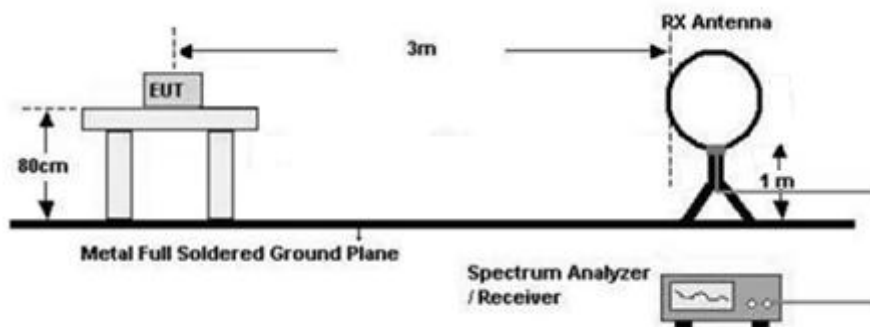 RX Antenna
3m
EUT
80cm
1 m
Metal Full Soldered Ground Plane
Spectrum Analyzer
/ Receiver